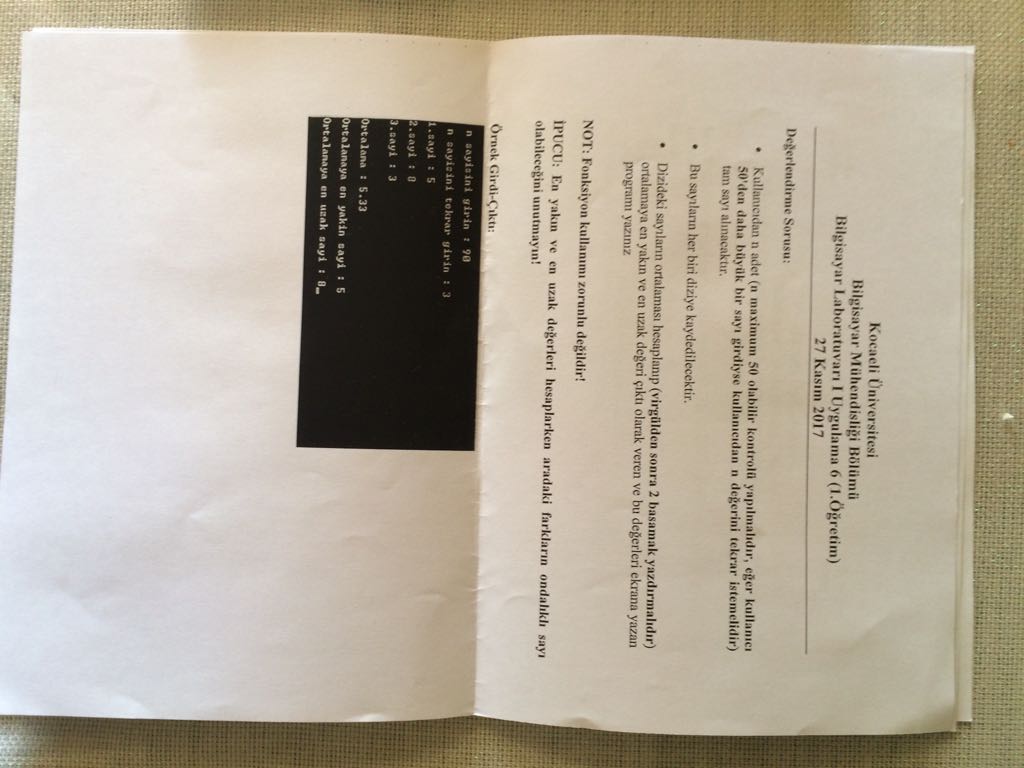 Kocaeli Üniversitesi
Bilgisayar Mühendisliği Bölümü
Bilgisayar Laboratuvarı I Uygulama 6 (1.Öğretim)
27 Kasım 2017
Değerlendirme Sorusu:
• Kullanıcıdan n adet (n maximum 50 olabilir kontrolü yapılmalıdır, eğer kullanıcı
50'den daha büyük bir sayı girdiyse kullanıcıdan n değerini tekrar istemelidir)
tam sayı alınacaktır.
• Bu sayıların her biri diziye kaydedilecektir.
• Dizideki sayıların ortalaması hesaplanıp (virgülden sonra 2 basamak yazdırmalıdır)
ortalamaya en yakın ve en uzak değeri çıktı olarak veren ve bu değerleri ekrana yazan
programı yazınız
NOT: Fonksiyon kullanımı zorunlu değildir!
İPUCU: En yakın ve en uzak değerleri hesaplarken aradaki farkların ondalıklı sayı
olabileceğini unutmayın!
Örnek Girdi-Çıktı:
n sayisini girin : 90
n sayisini tekrar girin : 3
1.sayi : 5
2.sayi : 8
3.sayi : 3
Ortalama : 5.33
Ortalamaya en yakin sayi : 5
Ortalamaya en uzak sayi : 8_